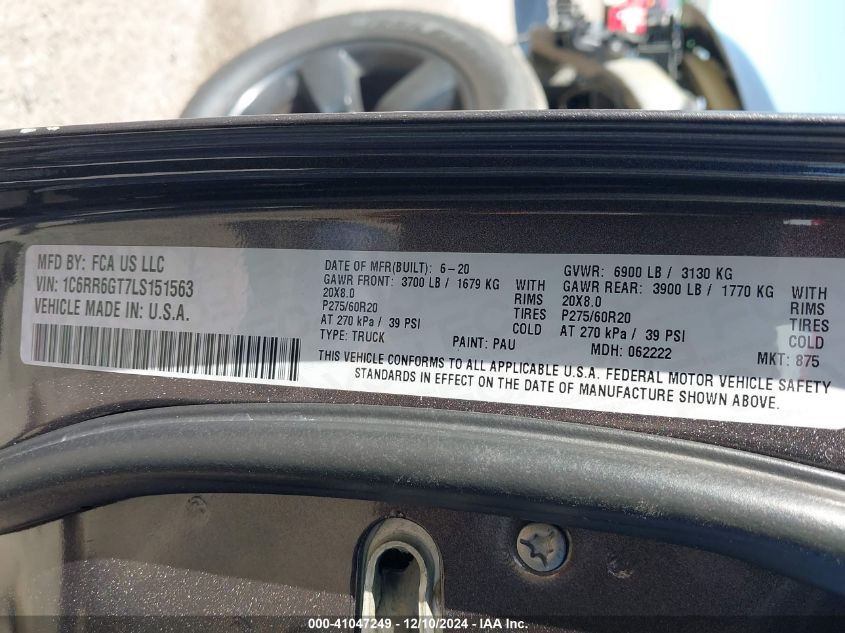 MFD BY: FCA US LLC
VIN: 1C6RR6GT7LS151563
VEHICLE MADE IN: U.S.A.
DATE OF MFR(BUILT): 6-20
GAWR FRONT: 3700 LB / 1679 KG WITH
20X8.0 RIMS
P275/60R20 TIRES
AT 270 kPa / 39 PSI COLD
TYPE: TRUCK PAINT: PAU
GVWR: 6900 LB / 3130 KG
GAWR REAR: 3900 LB / 1770 KG WITH
20X8.0 RIMS
P275/60R20 TIRES
AT 270 kPa / 39 PSI COLD
MDH: 062222 MKT: 875
THIS VEHICLE CONFORMS TO ALL APPLICABLE U.S.A. FEDERAL MOTOR VEHICLE SAFETY
STANDARDS IN EFFECT ON THE DATE OF MANUFACTURE SHOWN ABOVE.
000-41047249 - 12/10/2024 - IAA Inc.